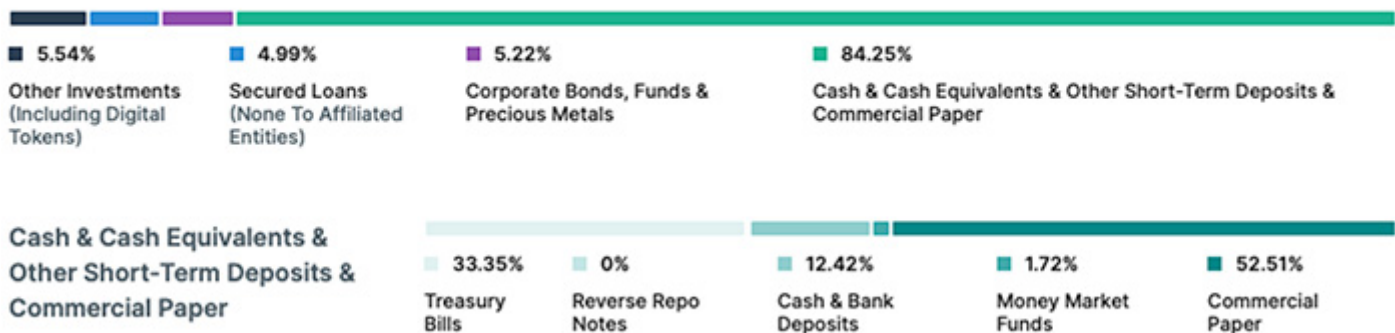 5.54%
Other Investments
(Including Digital
Tokens)
4.99%
Secured Loans
(None To Affiliated
Entities)
5.22%
Corporate Bonds, Funds &
Precious Metals
84.25%
Cash & Cash Equivalents & Other Short-Term Deposits &
Commercial Paper
Cash & Cash Equivalents &
Other Short-Term Deposits &
Commercial Paper
33.35%
Treasury
Bills
0%
Reverse Repo
Notes
12.42%
Cash & Bank
Deposits
1.72%
Money Market
Funds
52.51%
Commercial
Paper